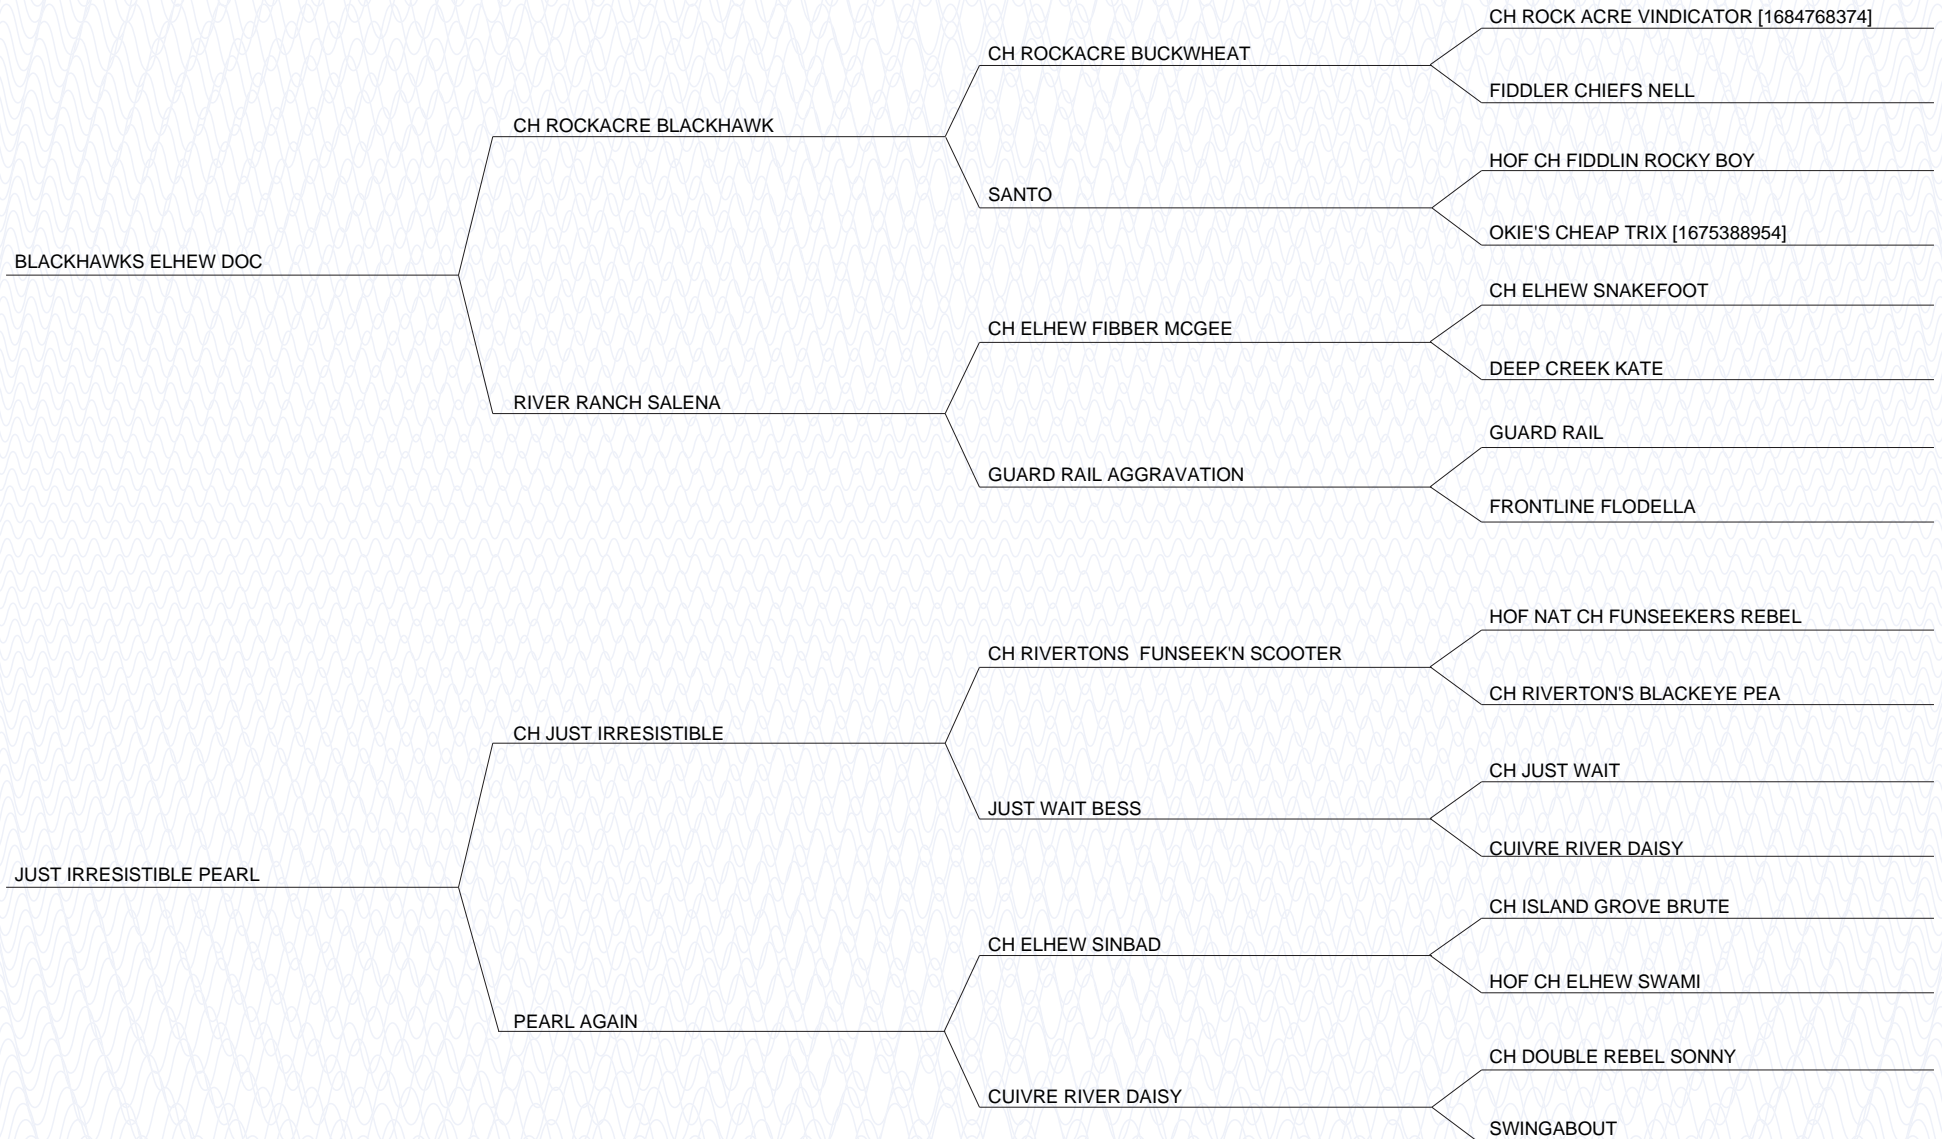 CH ROCK ACRE VINDICATOR [1684768374]
CH ROCKACRE BUCKWHEAT
FIDDLER CHIEFS NELL
CH ROCKACRE BLACKHAWK
HOF CH FIDDLIN ROCKY BOY
SANTO
OKIE'S CHEAP TRIX [1675388954]
BLACKHAWKS ELHEW DOC
CH ELHEW SNAKEFOOT
CH ELHEW FIBBER MCGEE
DEEP CREEK KATE
RIVER RANCH SALENA
GUARD RAIL
GUARD RAIL AGGRAVATION
FRONTLINE FLODELLA
HOF NAT CH FUNSEEKERS REBEL
CH RIVERTONS  FUNSEEK'N SCOOTER
CH RIVERTON'S BLACKEYE PEA
CH JUST IRRESISTIBLE
CH JUST WAIT
JUST WAIT BESS
CUIVRE RIVER DAISY
JUST IRRESISTIBLE PEARL
CH ISLAND GROVE BRUTE
CH ELHEW SINBAD
HOF CH ELHEW SWAMI
PEARL AGAIN
CH DOUBLE REBEL SONNY
CUIVRE RIVER DAISY
SWINGABOUT